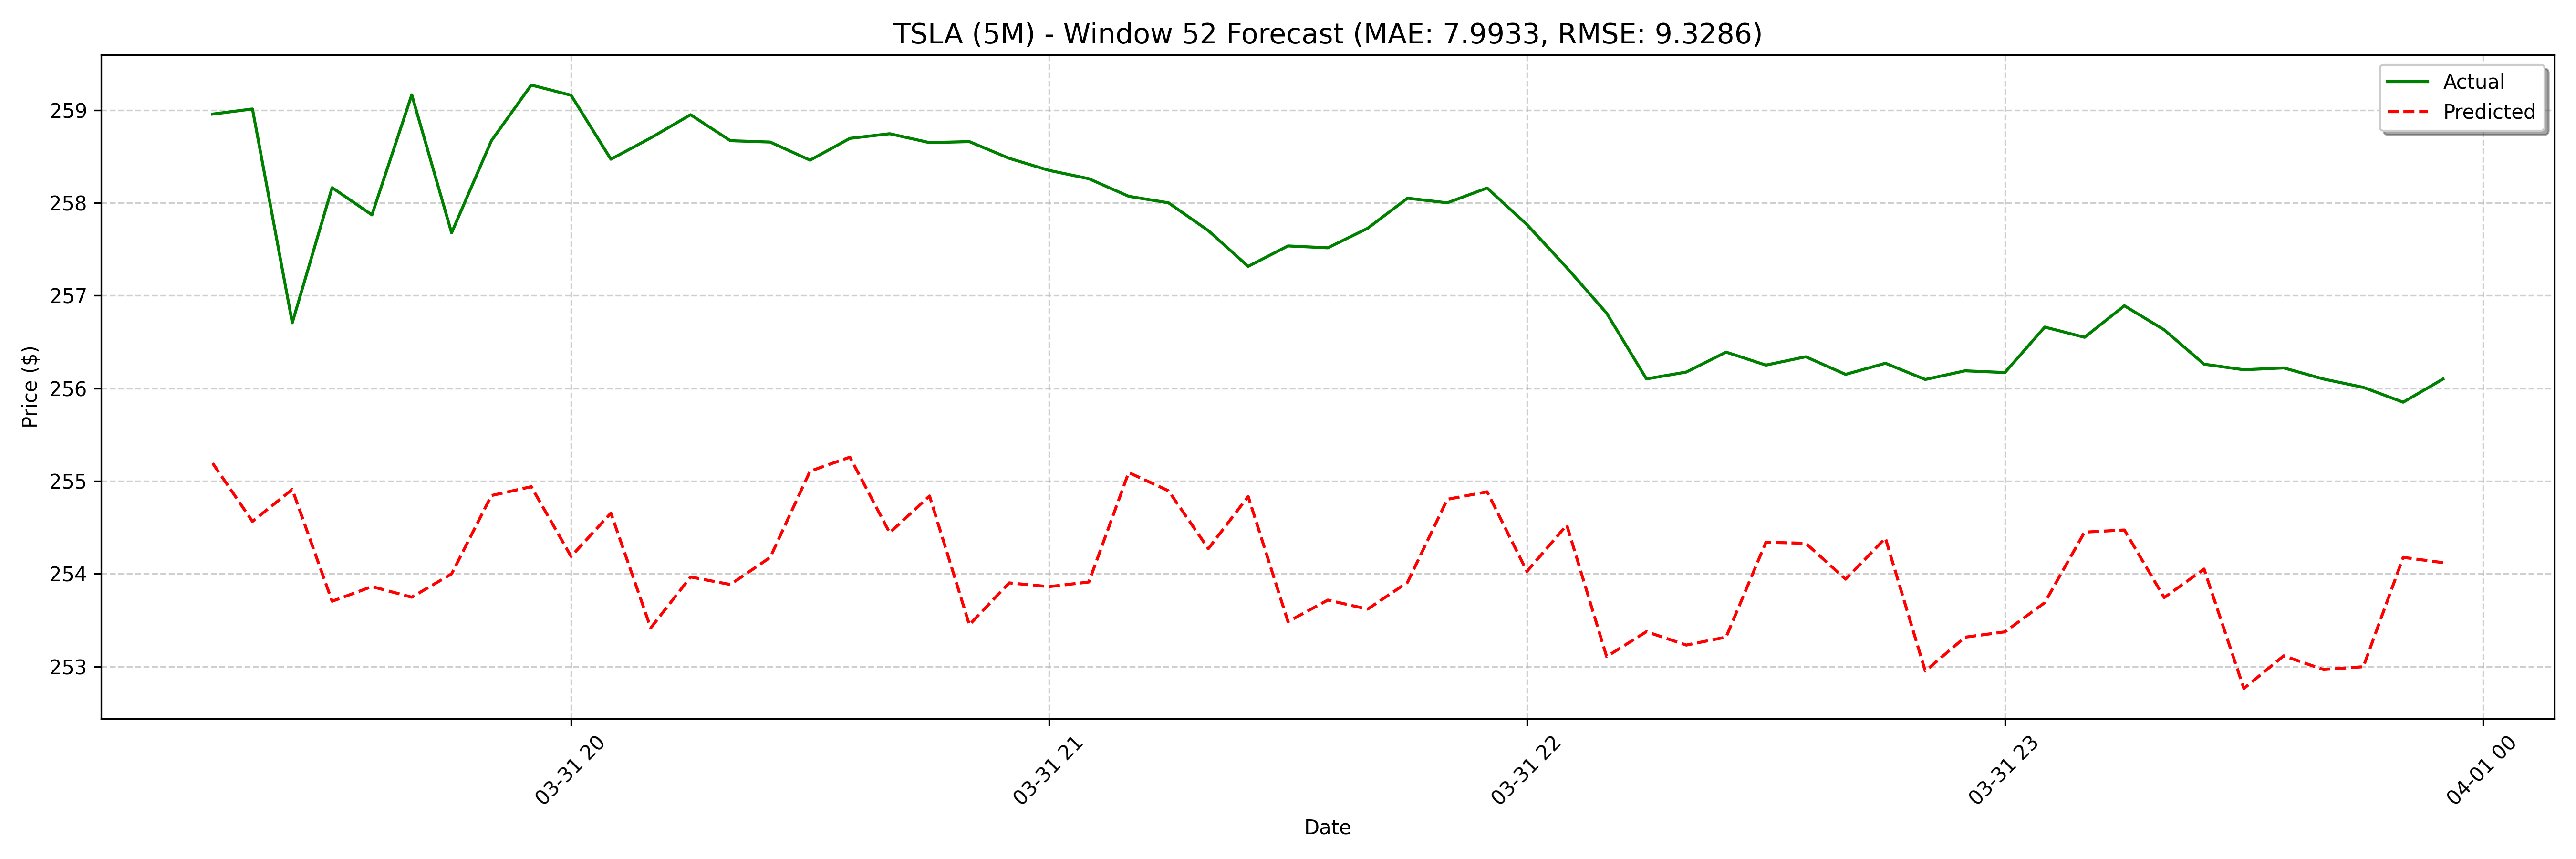 TSLA (5M) - Window 52 Forecast (MAE: 7.9933, RMSE: 9.3286)
Actual
Predicted
259
258
257
256
255
254
253
Price ($)
03-31 20
03-31 21
03-31 22
03-31 23
04-01 00
Date